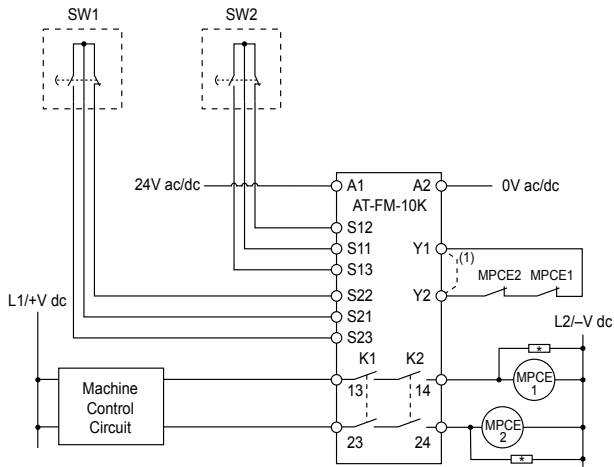 SW1 SW2
24V ac/dc A1 A2 0V ac/dc
AT-FM-10K
S12
S11 Y1
(1)
S13
MPCE2 MPCE1
S22 Y2
S21
L1/+V dc L2/–V dc
S23
*
K1 K2
13 14 MPCE 1
Machine Control Circuit
23 24 MPCE 2
*